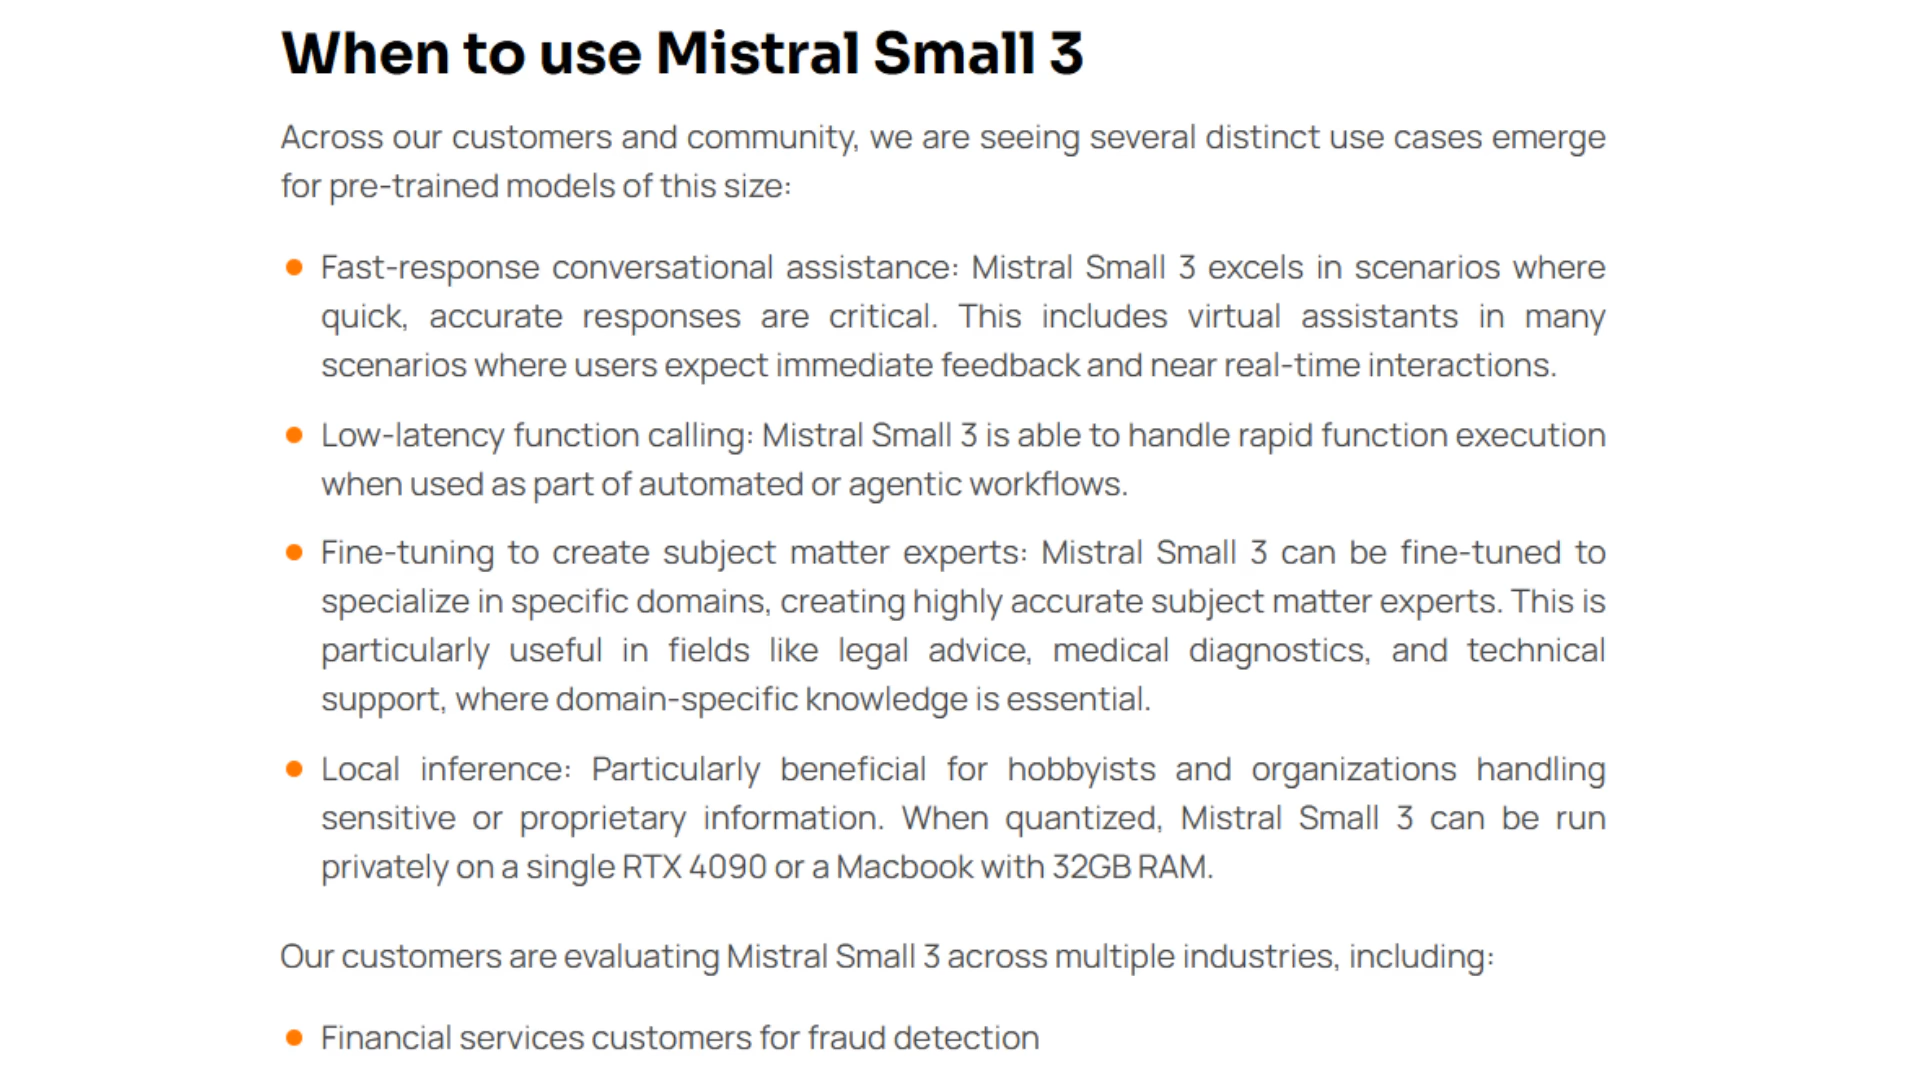 When to use Mistral Small 3
Across our customers and community, we are seeing several distinct use cases emerge
for pre-trained models of this size:
Fast-response conversational assistance: Mistral Small 3 excels in scenarios where
quick, accurate responses are critical. This includes virtual assistants in many
scenarios where users expect immediate feedback and near real-time interactions.
Low-latency function calling: Mistral Small 3 is able to handle rapid function execution
when used as part of automated or agentic workflows.
Fine-tuning to create subject matter experts: Mistral Small 3 can be fine-tuned to
specialize in specific domains, creating highly accurate subject matter experts. This is
particularly useful in fields like legal advice, medical diagnostics, and technical
support, where domain-specific knowledge is essential.
Local inference: Particularly beneficial for hobbyists and organizations handling
sensitive or proprietary information. When quantized, Mistral Small 3 can be run
privately on a single RTX 4090 or a Macbook with 32GB RAM.
Our customers are evaluating Mistral Small 3 across multiple industries, including:
Financial services customers for fraud detection